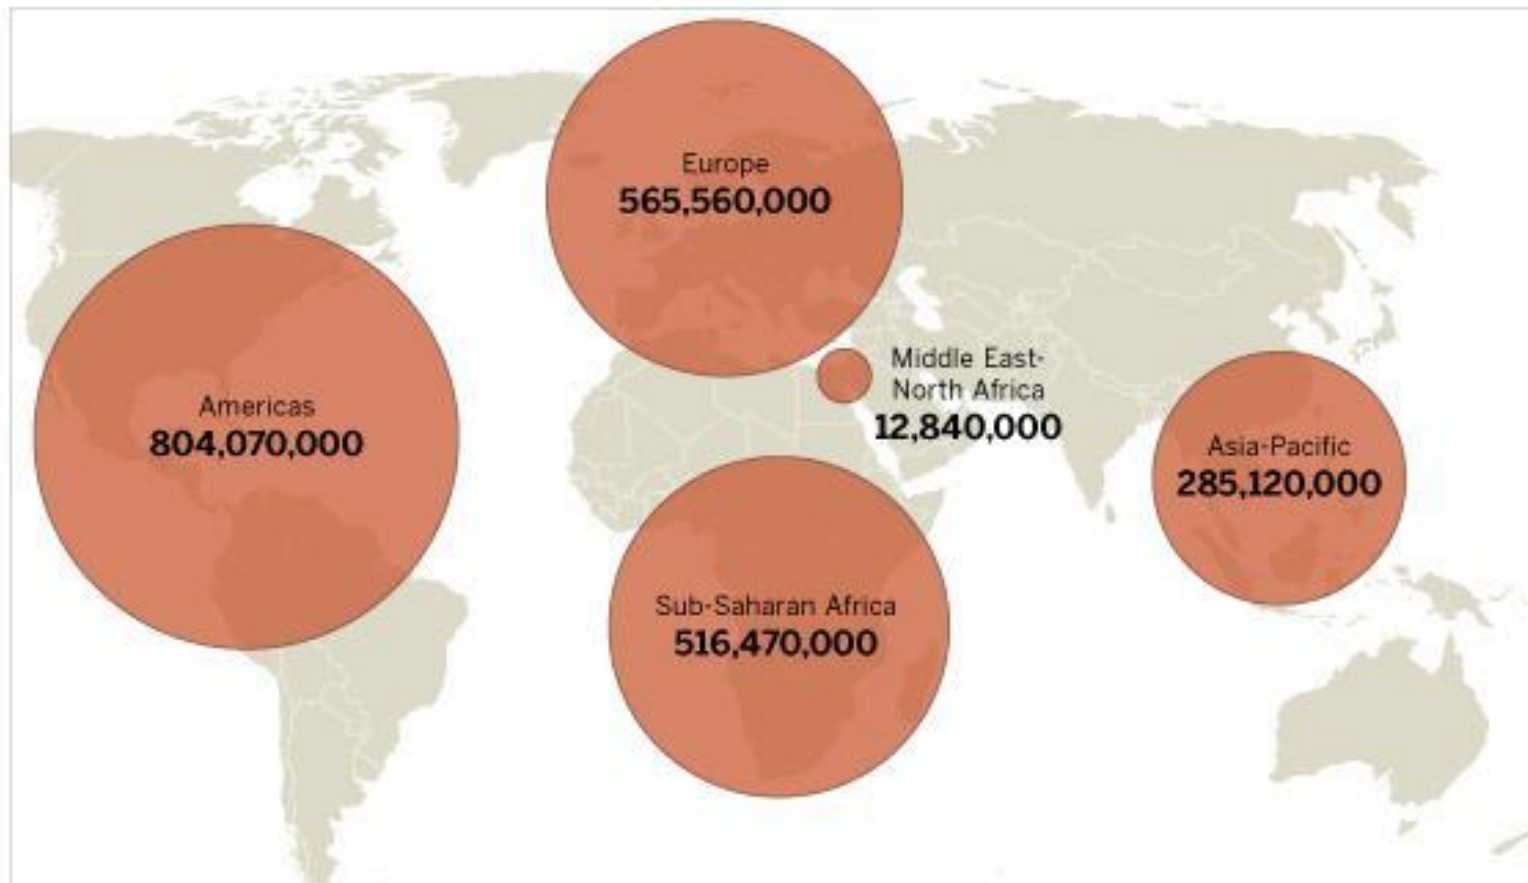 Europe
565,560,000
Americas
804,070,000
Middle East-
North Africa
12,840,000
Asia-Pacific
285,120,000
Sub-Saharan Africa
516,470,000